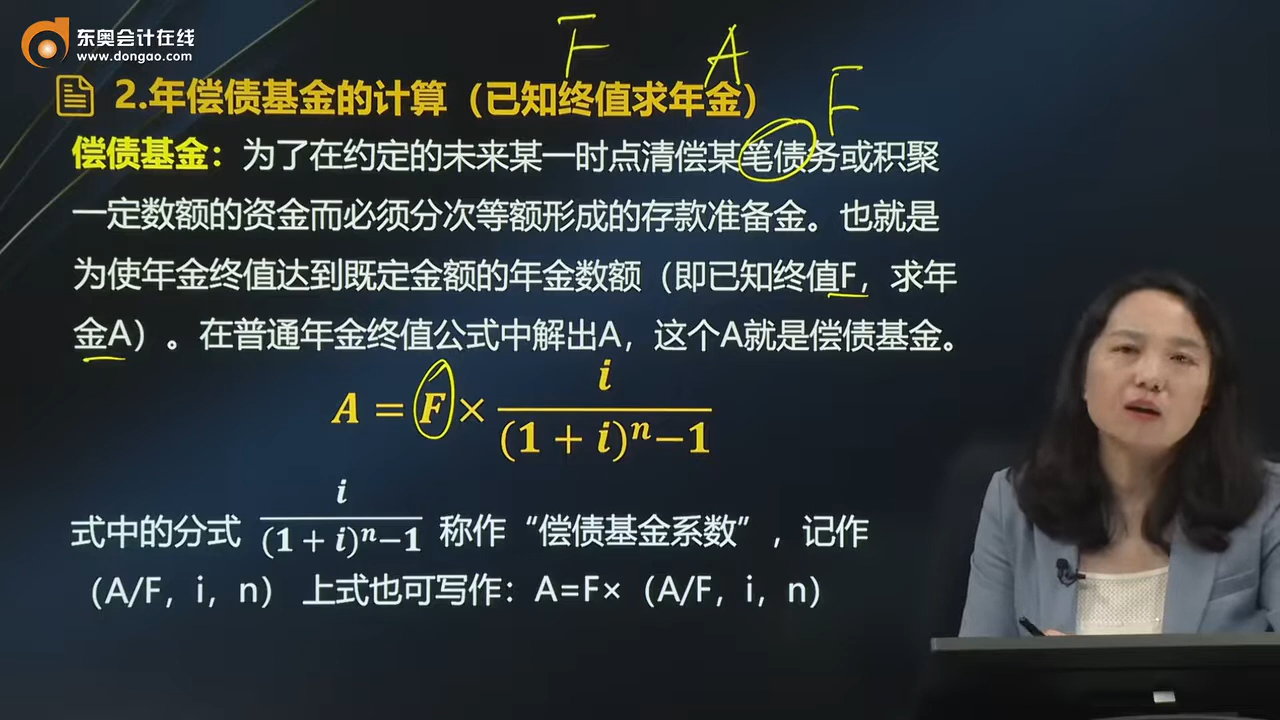 东奥会计在线
www.dongao.com
F A
F
2.年偿债基金的计算（已知终值求年金）
偿债基金：为了在约定的未来某一时点清偿某笔债务或积聚
一定数额的资金而必须分次等额形成的存款准备金。也就是
为使年金终值达到既定金额的年金数额（即已知终值F，求年
金A）。在普通年金终值公式中解出A，这个A就是偿债基金。
A = F × i / (1 + i)ⁿ−1
式中的分式 i / (1 + i)ⁿ−1 称作“偿债基金系数”，记作
（A/F，i，n） 上式也可写作：A=F×（A/F，i，n）